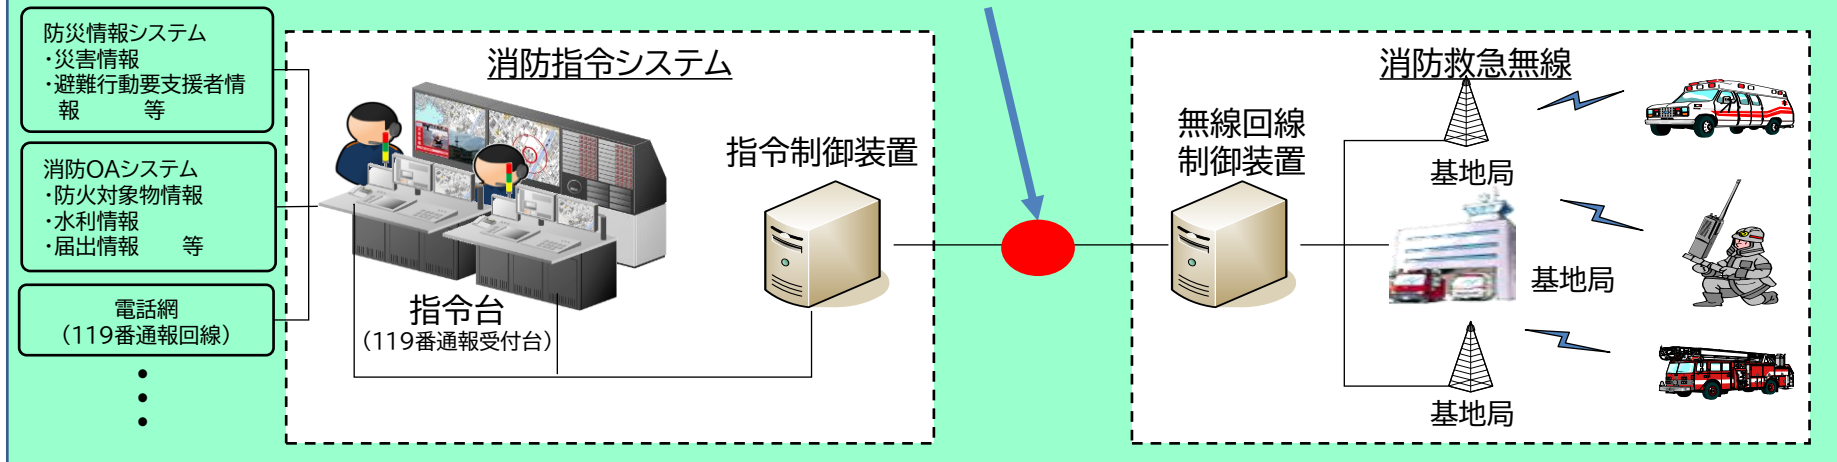 防災情報システム
・災害情報
・避難行動要支援者情
報　　　等
消防OAシステム
・防火対象物情報
・水利情報
・届出情報　　等
電話網
（119番通報回線）
消防指令システム
指令制御装置
指令台
（119番通報受付台）
消防救急無線
無線回線
制御装置
基地局
基地局
基地局